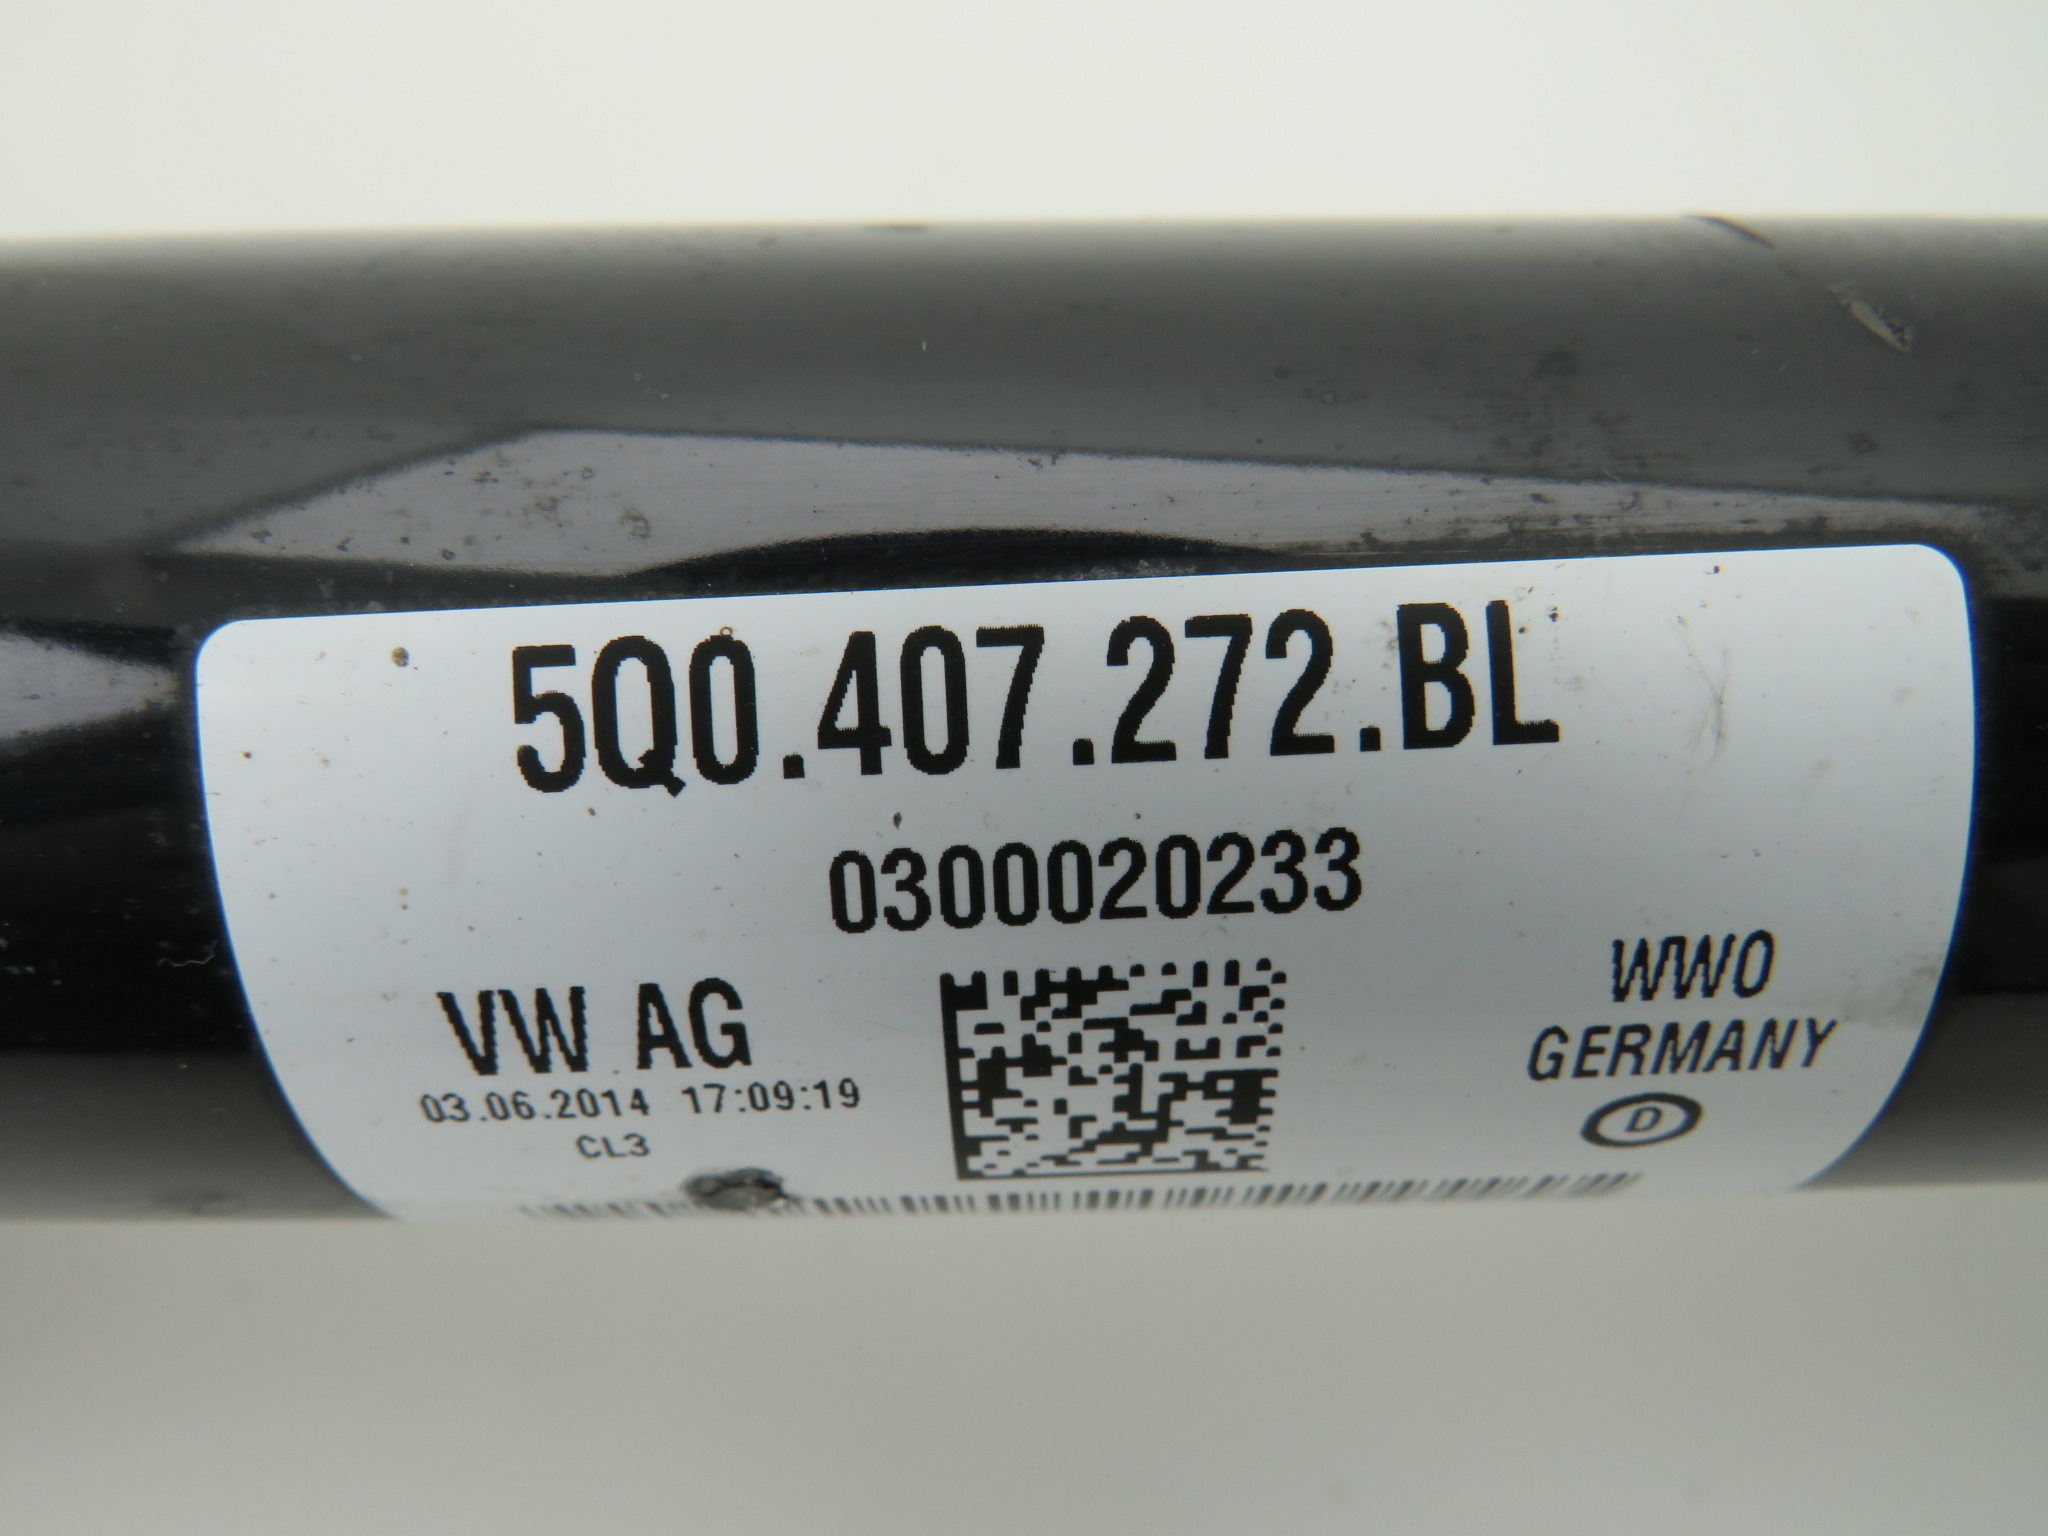 5Q0.407.272.BL
0300020233
VW AG
03.06.2014 17:09:19
CL3
WWO
GERMANY
D